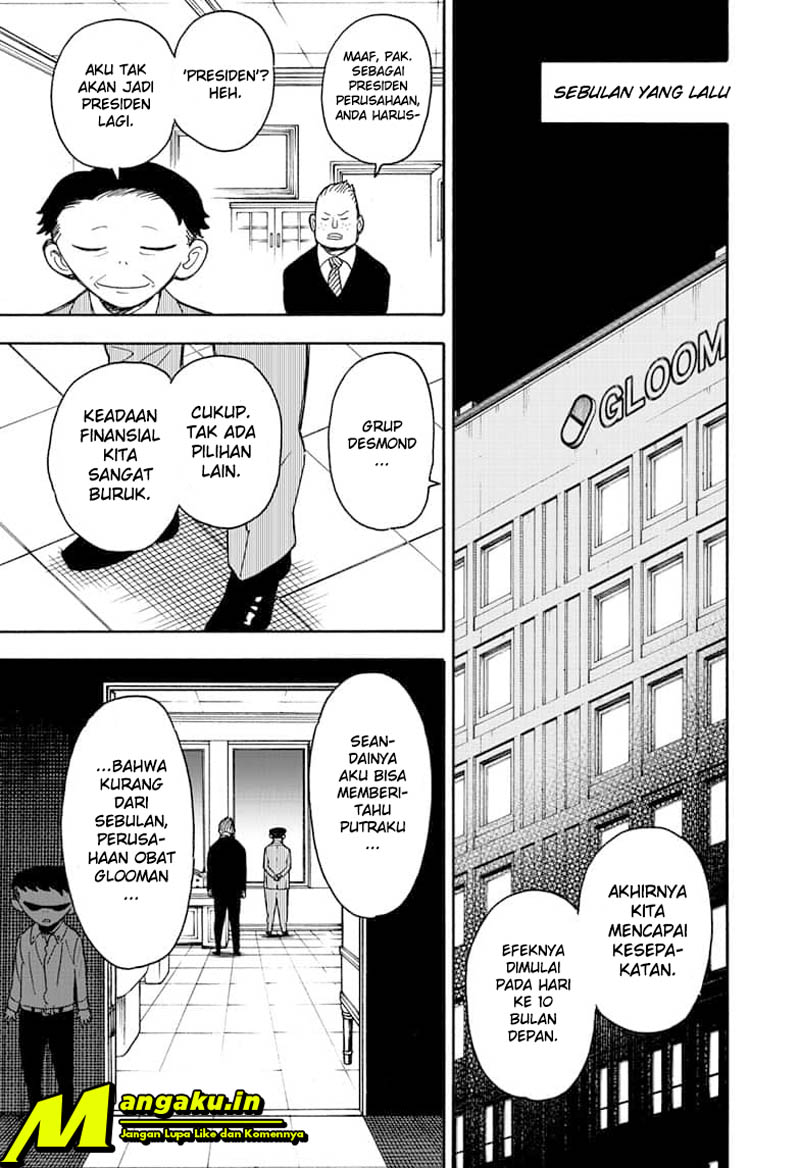 SEBULAN YANG LALU
GLOOM
AKHIRNYA
KITA
MENCAPAI
KESEPA-
KATAN.
EFEKNYA
DIMULAI
PADA HARI
KE 10
BULAN
DEPAN.
MAAF, PAK.
SEBAGAI
PRESIDEN
PERUSAHAAN,
ANDA HARUS-
'PRESIDEN'?
HEH.
AKU TAK
AKAN JADI
PRESIDEN
LAGI.
GRUP
DESMOND
...
CUKUP.
TAK ADA
PILIHAN
LAIN.
KEADAAN
FINANSIAL
KITA
SANGAT
BURUK.
SEAN-
DAINYA
AKU BISA
MEMBERI-
TAHU
PUTRAKU
...
...BAHWA
KURANG
DARI
SEBULAN,
PERUSA-
HAAN OBAT
GLOOMAN
...
Mangaku.in
Jangan Lupa Like dan Komennya